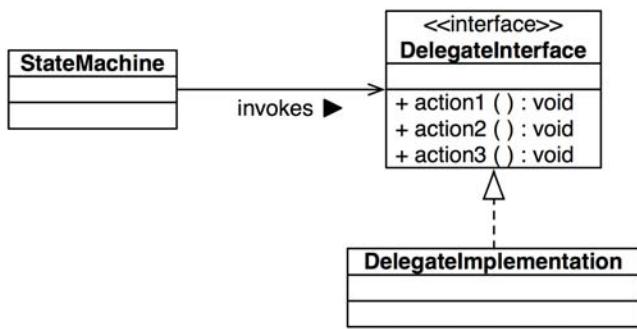 <<interface>>
DelegateInterface
StateMachine
invokes ▶
+ action1 ( ) : void
+ action2 ( ) : void
+ action3 ( ) : void
DelegateImplementation